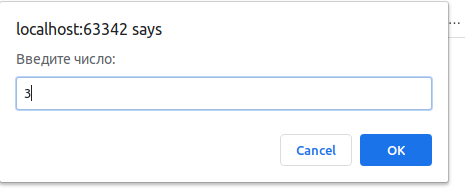 localhost:63342 says
...
Введите число:
3
Cancel
OK